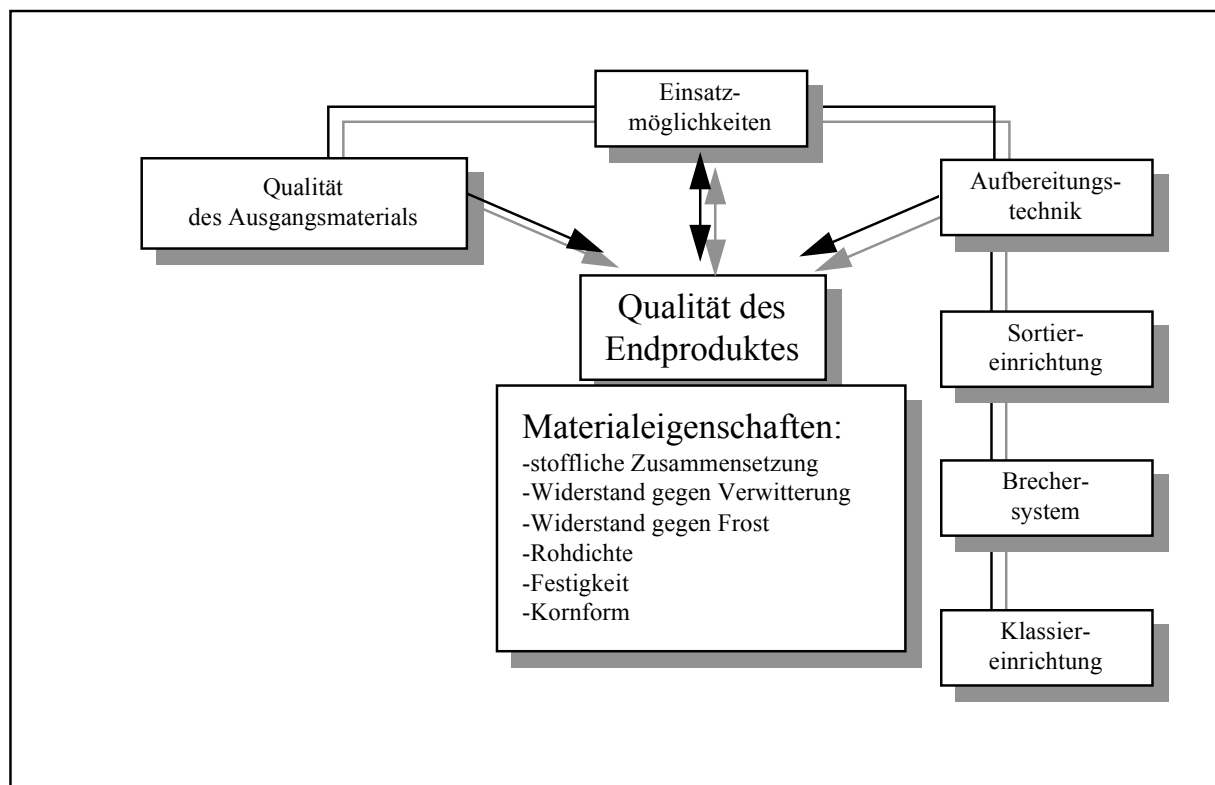 Einsatz-
möglichkeiten
Qualität
des Ausgangsmaterials
Aufbereitungs-
technik
Qualität des
Endproduktes
Materialeigenschaften:
-stoffliche Zusammensetzung
-Widerstand gegen Verwitterung
-Widerstand gegen Frost
-Rohdichte
-Festigkeit
-Kornform
Sortier-
einrichtung
Brecher-
system
Klassier-
einrichtung